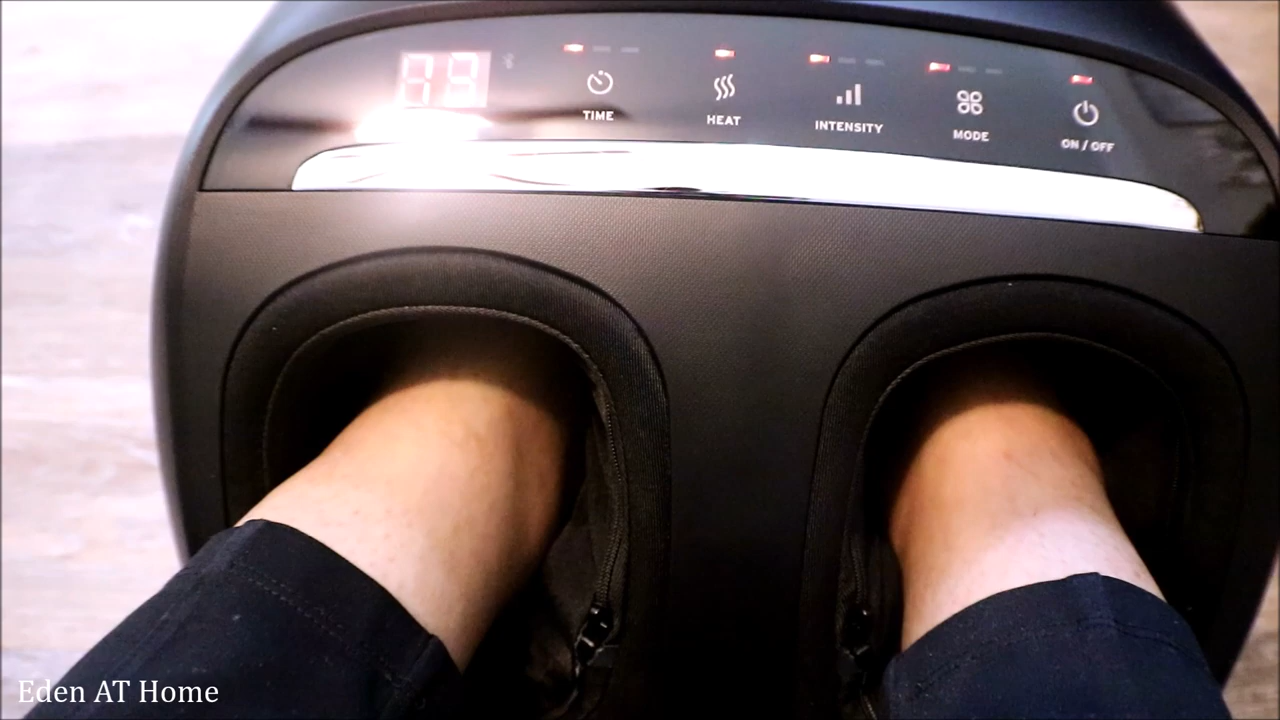 TIME
HEAT
INTENSITY
MODE
ON / OFF
Eden AT Home